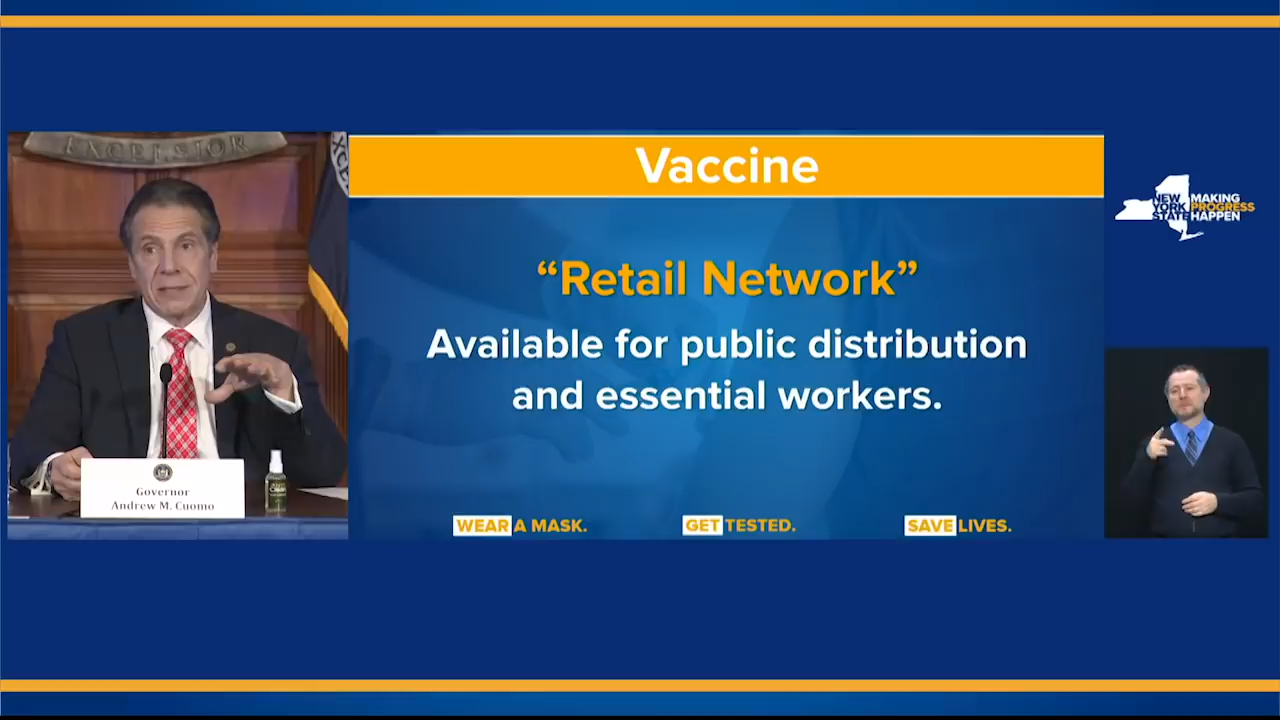 EXCELSIOR
Vaccine
“Retail Network”
Available for public distribution
and essential workers.
NEW
YORK
STATE
MAKING
PROGRESS
HAPPEN
Governor
Andrew M. Cuomo
WEAR A MASK.
GET TESTED.
SAVE LIVES.